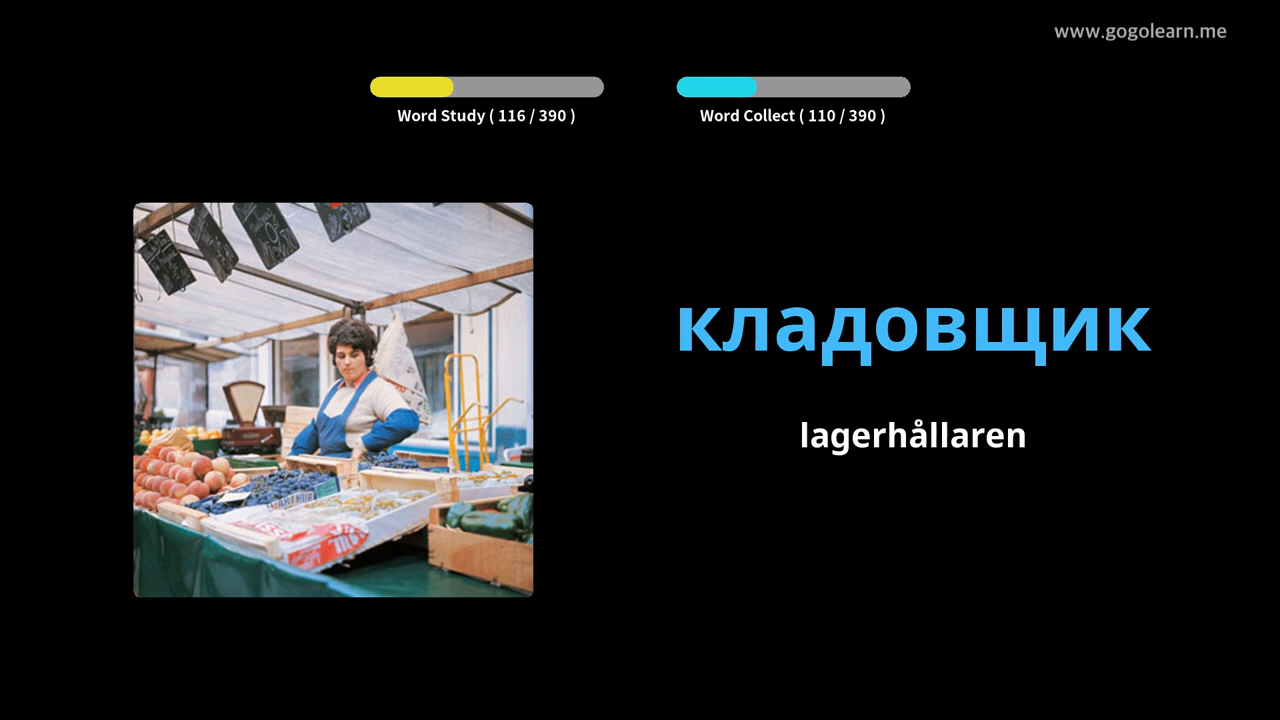 www.gogolearn.me
Word Study ( 116 / 390 )
Word Collect ( 110 / 390 )
кладовщик
lagerhållaren